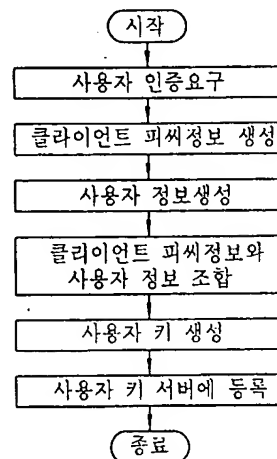 시작
사용자 인증요구
클라이언트 피씨정보 생성
사용자 정보생성
클리이언트 피씨정보와
사용자 정보 조합
사용자 키 생성
사용자 키 서버에 등록
종료